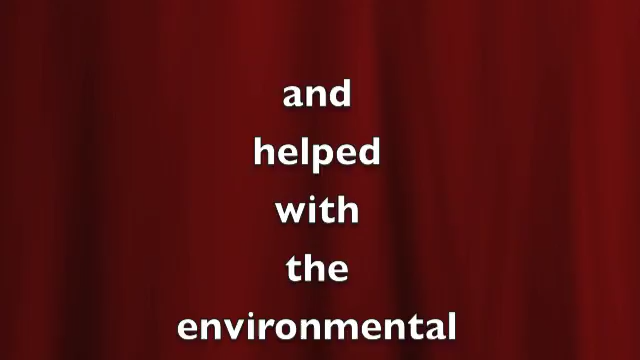 and
helped
with
the
environmental